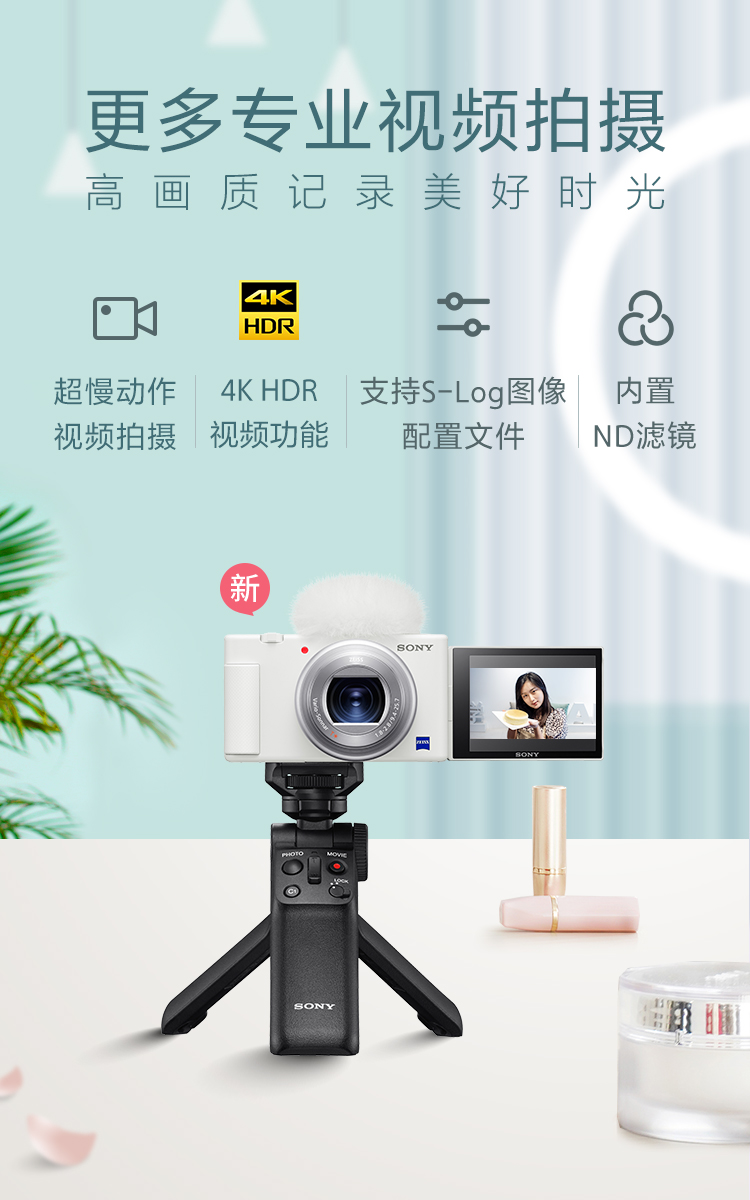 更多专业视频拍摄
高画质记录美好时光
4K
HDR
超慢动作
视频拍摄
4K HDR
视频功能
支持S-Log图像
配置文件
内置
ND滤镜
新
SONY
ZEISS
SONY
PHOTO
MOVIE
LOCK
C1
SONY